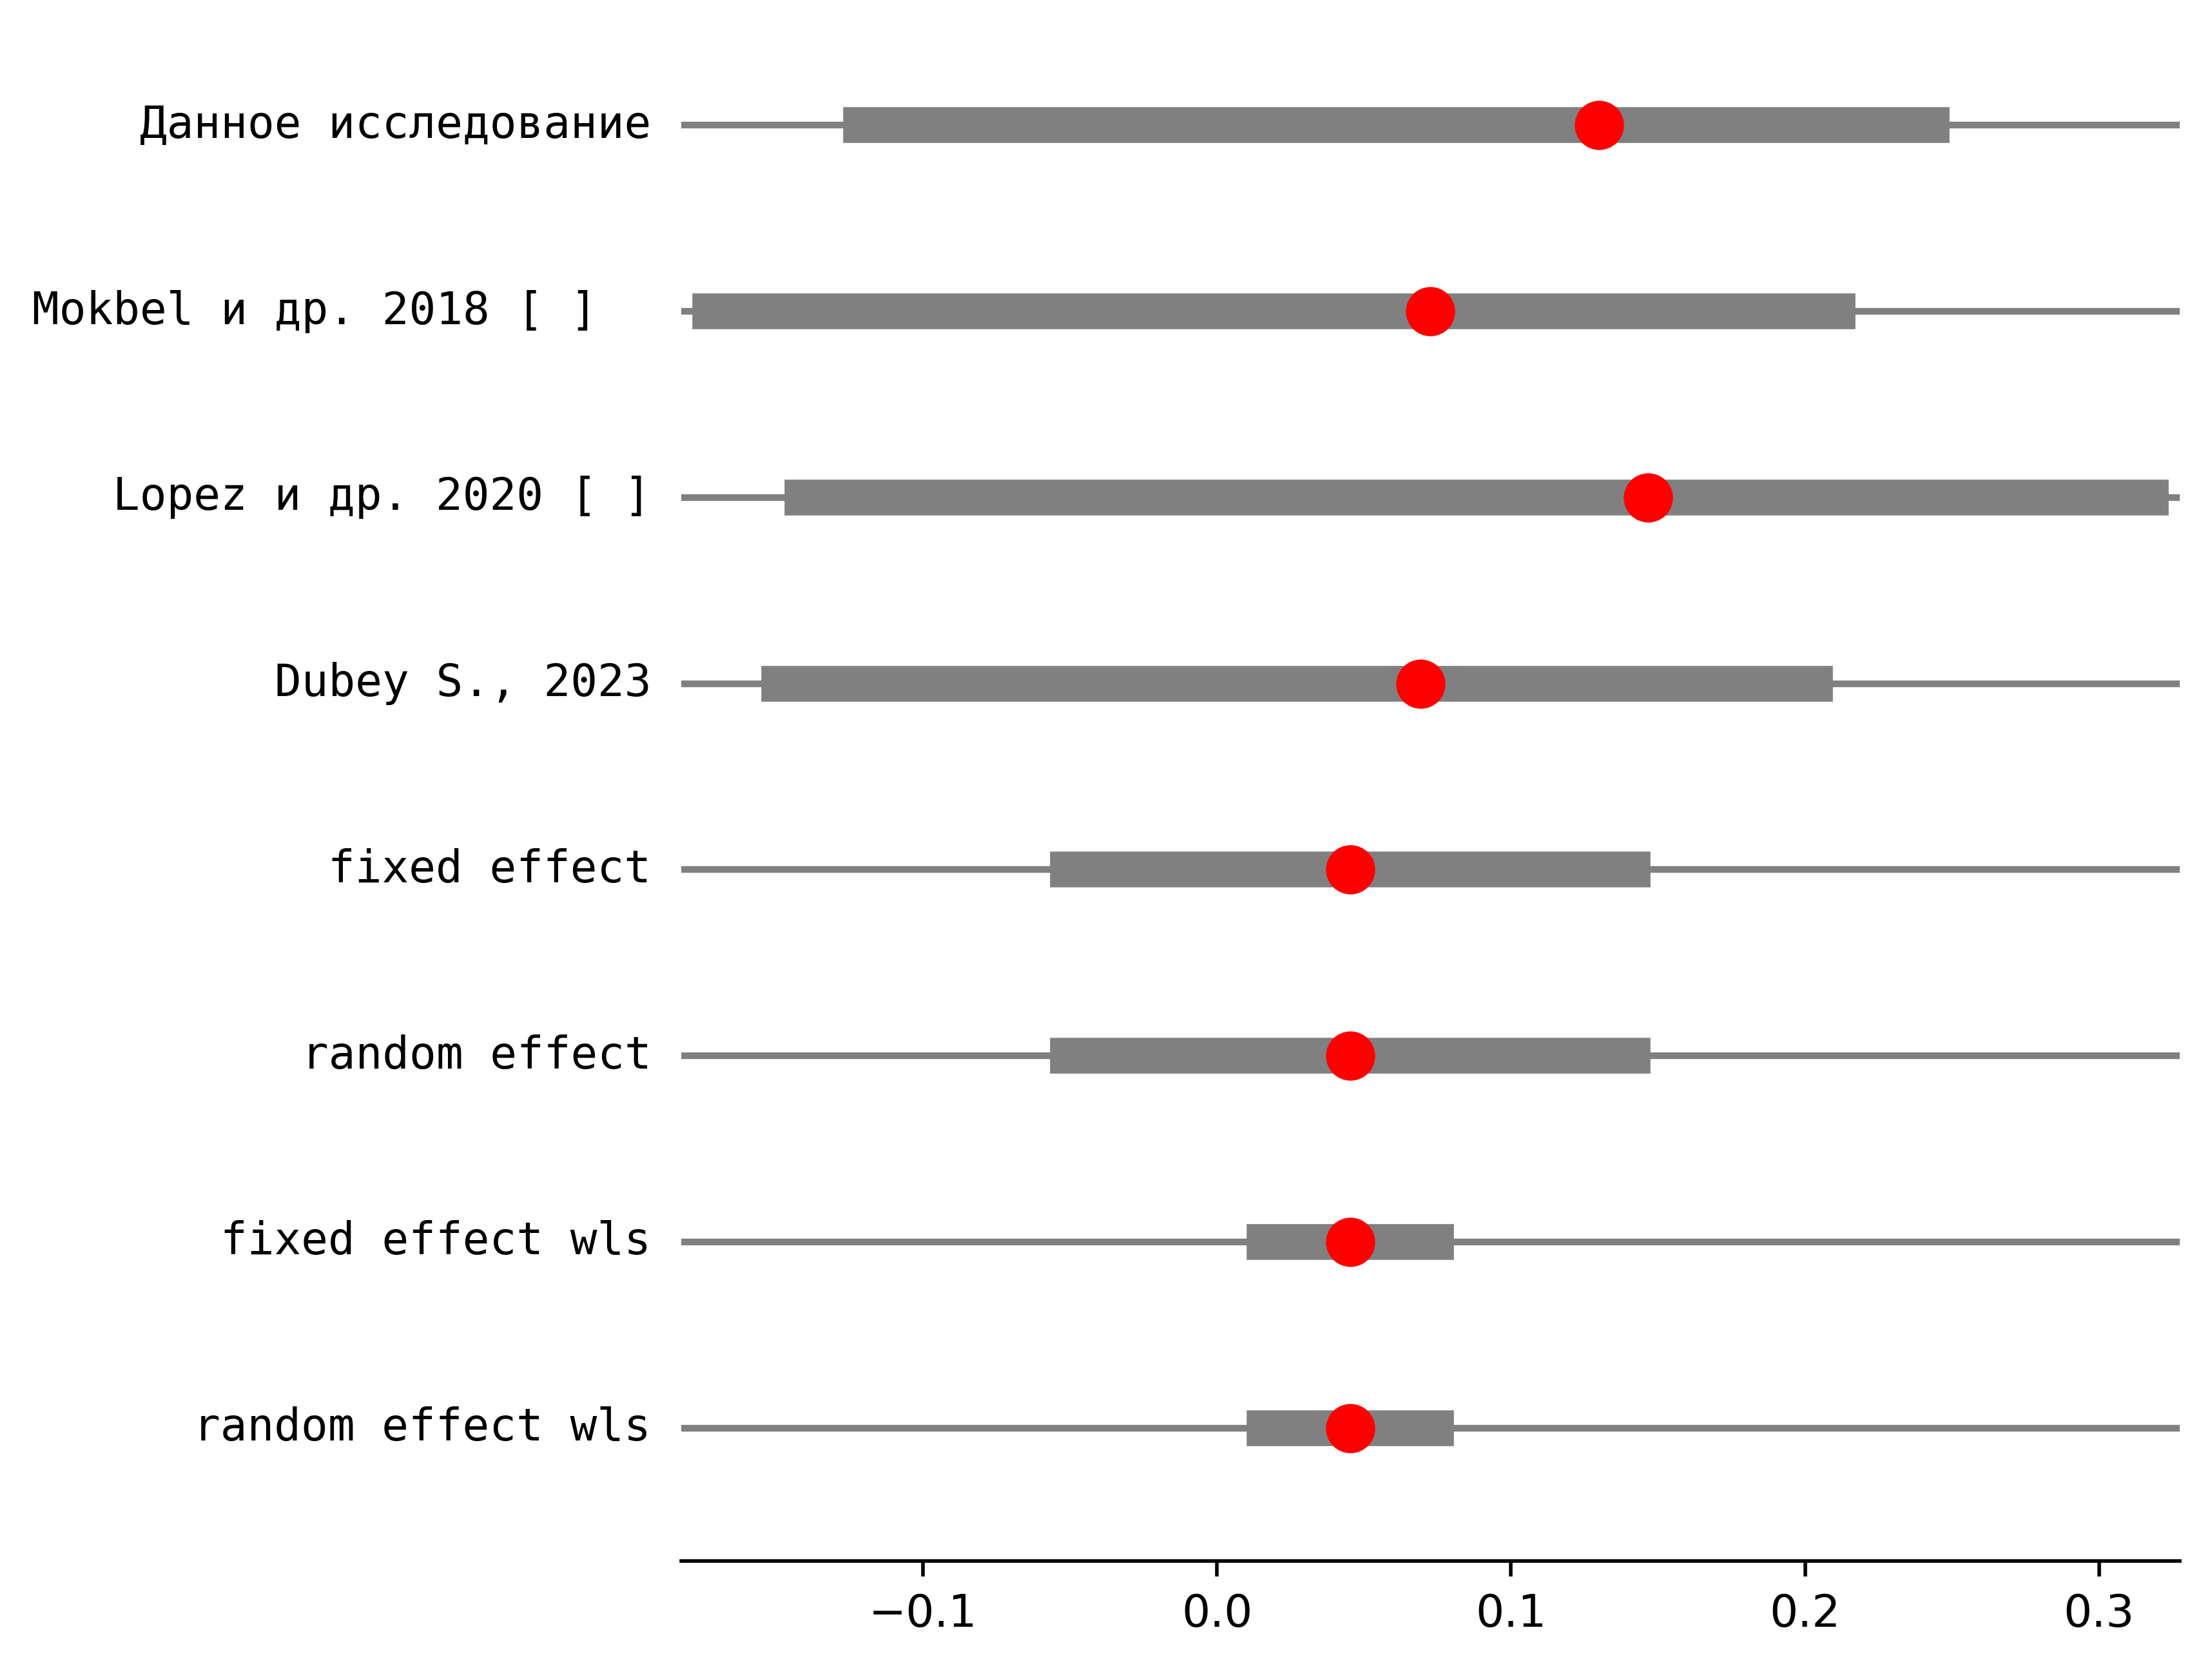 Данное исследование
Mokbel и др. 2018 [ ]
Lopez и др. 2020 [ ]
Dubey S., 2023
fixed effect
random effect
fixed effect wls
random effect wls
−0.1 0.0 0.1 0.2 0.3